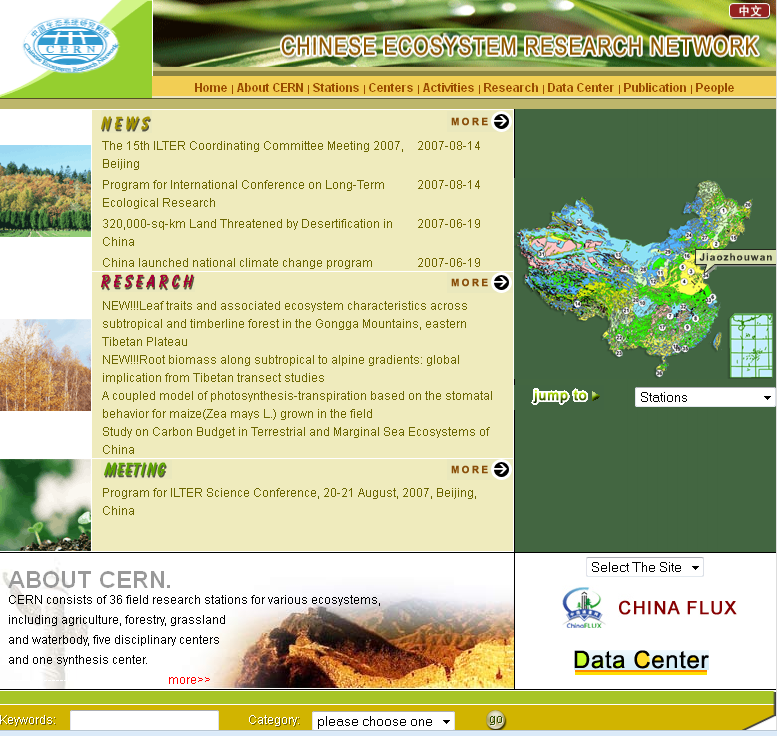 中文
CERN
CHINESE ECOSYSTEM RESEARCH NETWORK
Home | About CERN | Stations | Centers | Activities | Research | Data Center | Publication | People
NEWS
MORE
The 15th ILTER Coordinating Committee Meeting 2007, 2007-08-14
Beijing
Program for International Conference on Long-Term 2007-08-14
Ecological Research
320,000-sq-km Land Threatened by Desertification in 2007-06-19
China
China launched national climate change program 2007-06-19
Jiaozhouwan
RESEARCH
MORE
NEW!!!Leaf traits and associated ecosystem characteristics across
subtropical and timberline forest in the Gongga Mountains, eastern
Tibetan Plateau
NEW!!!Root biomass along subtropical to alpine gradients: global
implication from Tibetan transect studies
A coupled model of photosynthesis-transpiration based on the stomatal
behavior for maize(Zea mays L.) grown in the field
Study on Carbon Budget in Terrestrial and Marginal Sea Ecosystems of
China
jump to
Stations
MEETING
MORE
Program for ILTER Science Conference, 20-21 August, 2007, Beijing,
China
ABOUT CERN.
CERN consists of 36 field research stations for various ecosystems,
including agriculture, forestry, grassland
and waterbody, five disciplinary centers
and one synthesis center.
more>>
Select The Site
ChinaFLUX
CHINA FLUX
Data Center
Keywords:
Category:
please choose one
go